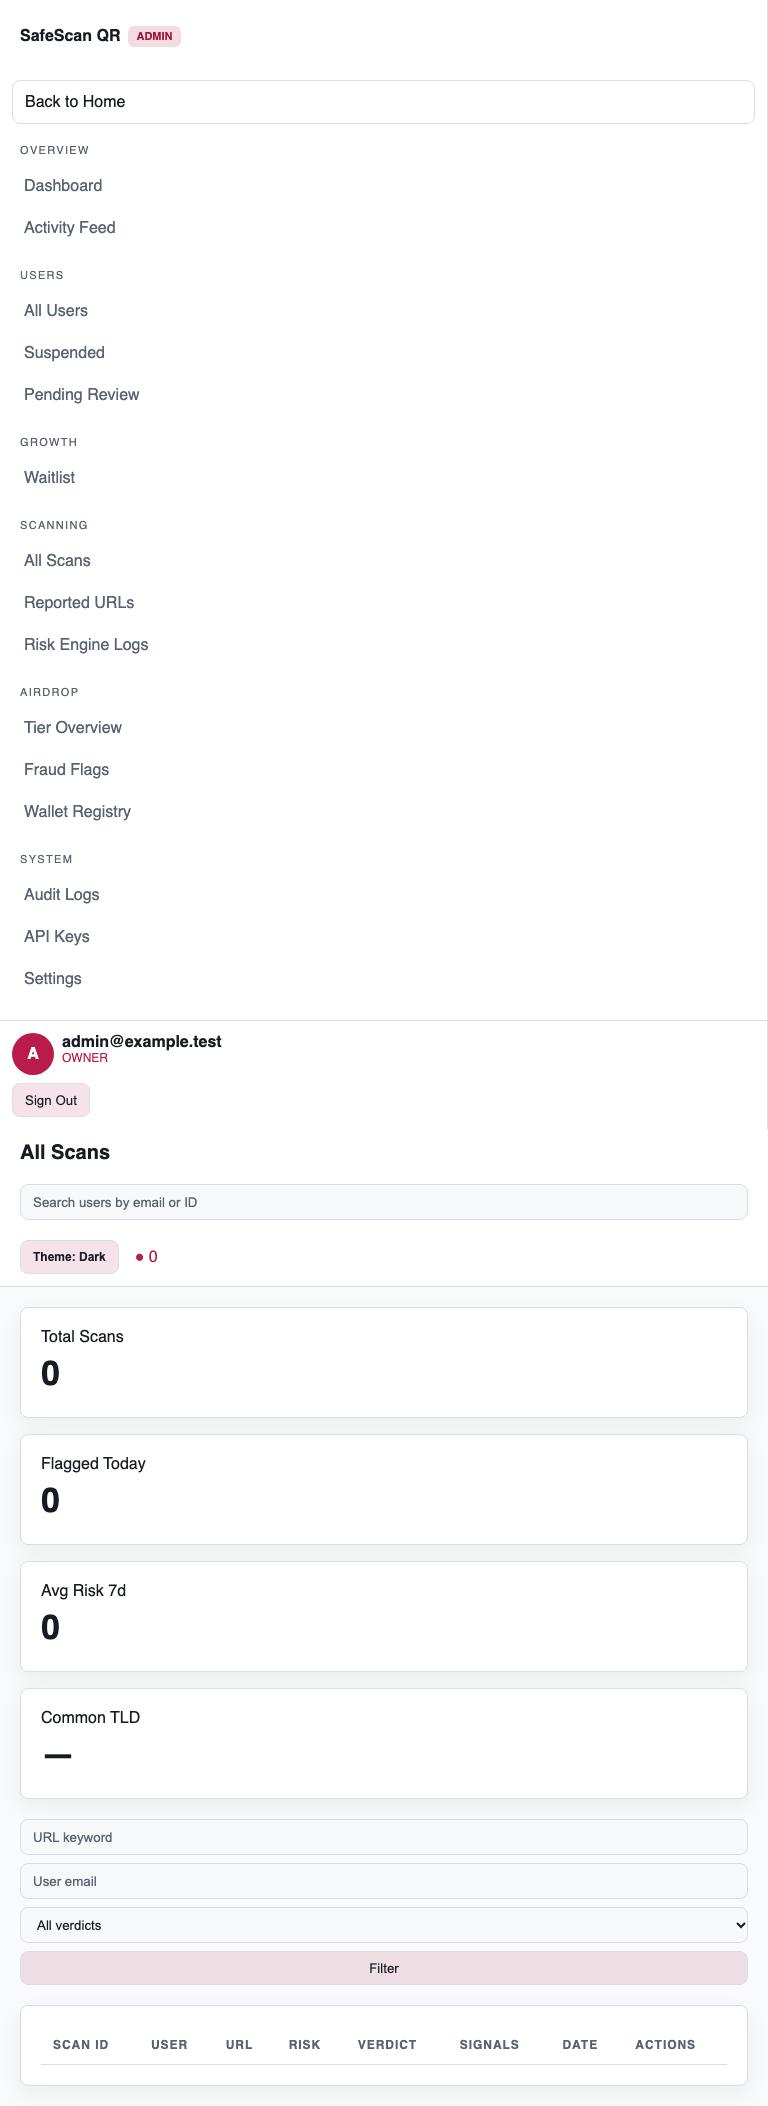 SafeScan QR ADMIN
Back to Home
OVERVIEW
Dashboard
Activity Feed
USERS
All Users
Suspended
Pending Review
GROWTH
Waitlist
SCANNING
All Scans
Reported URLs
Risk Engine Logs
AIRDROP
Tier Overview
Fraud Flags
Wallet Registry
SYSTEM
Audit Logs
API Keys
Settings
A admin@example.test
OWNER
Sign Out
All Scans
Search users by email or ID
Theme: Dark ● 0
Total Scans
0
Flagged Today
0
Avg Risk 7d
0
Common TLD
—
URL keyword
User email
All verdicts
Filter
SCAN ID USER URL RISK VERDICT SIGNALS DATE ACTIONS